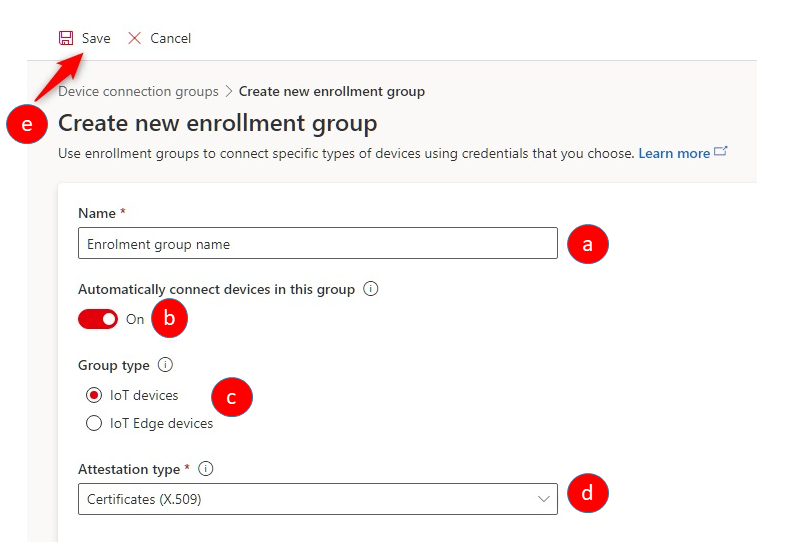 Save Cancel
Device connection groups > Create new enrollment group
e
Create new enrollment group
Use enrollment groups to connect specific types of devices using credentials that you choose. Learn more
Name *
Enrolment group name
a
Automatically connect devices in this group
On
b
Group type
IoT devices
c
IoT Edge devices
Attestation type *
Certificates (X.509)
d